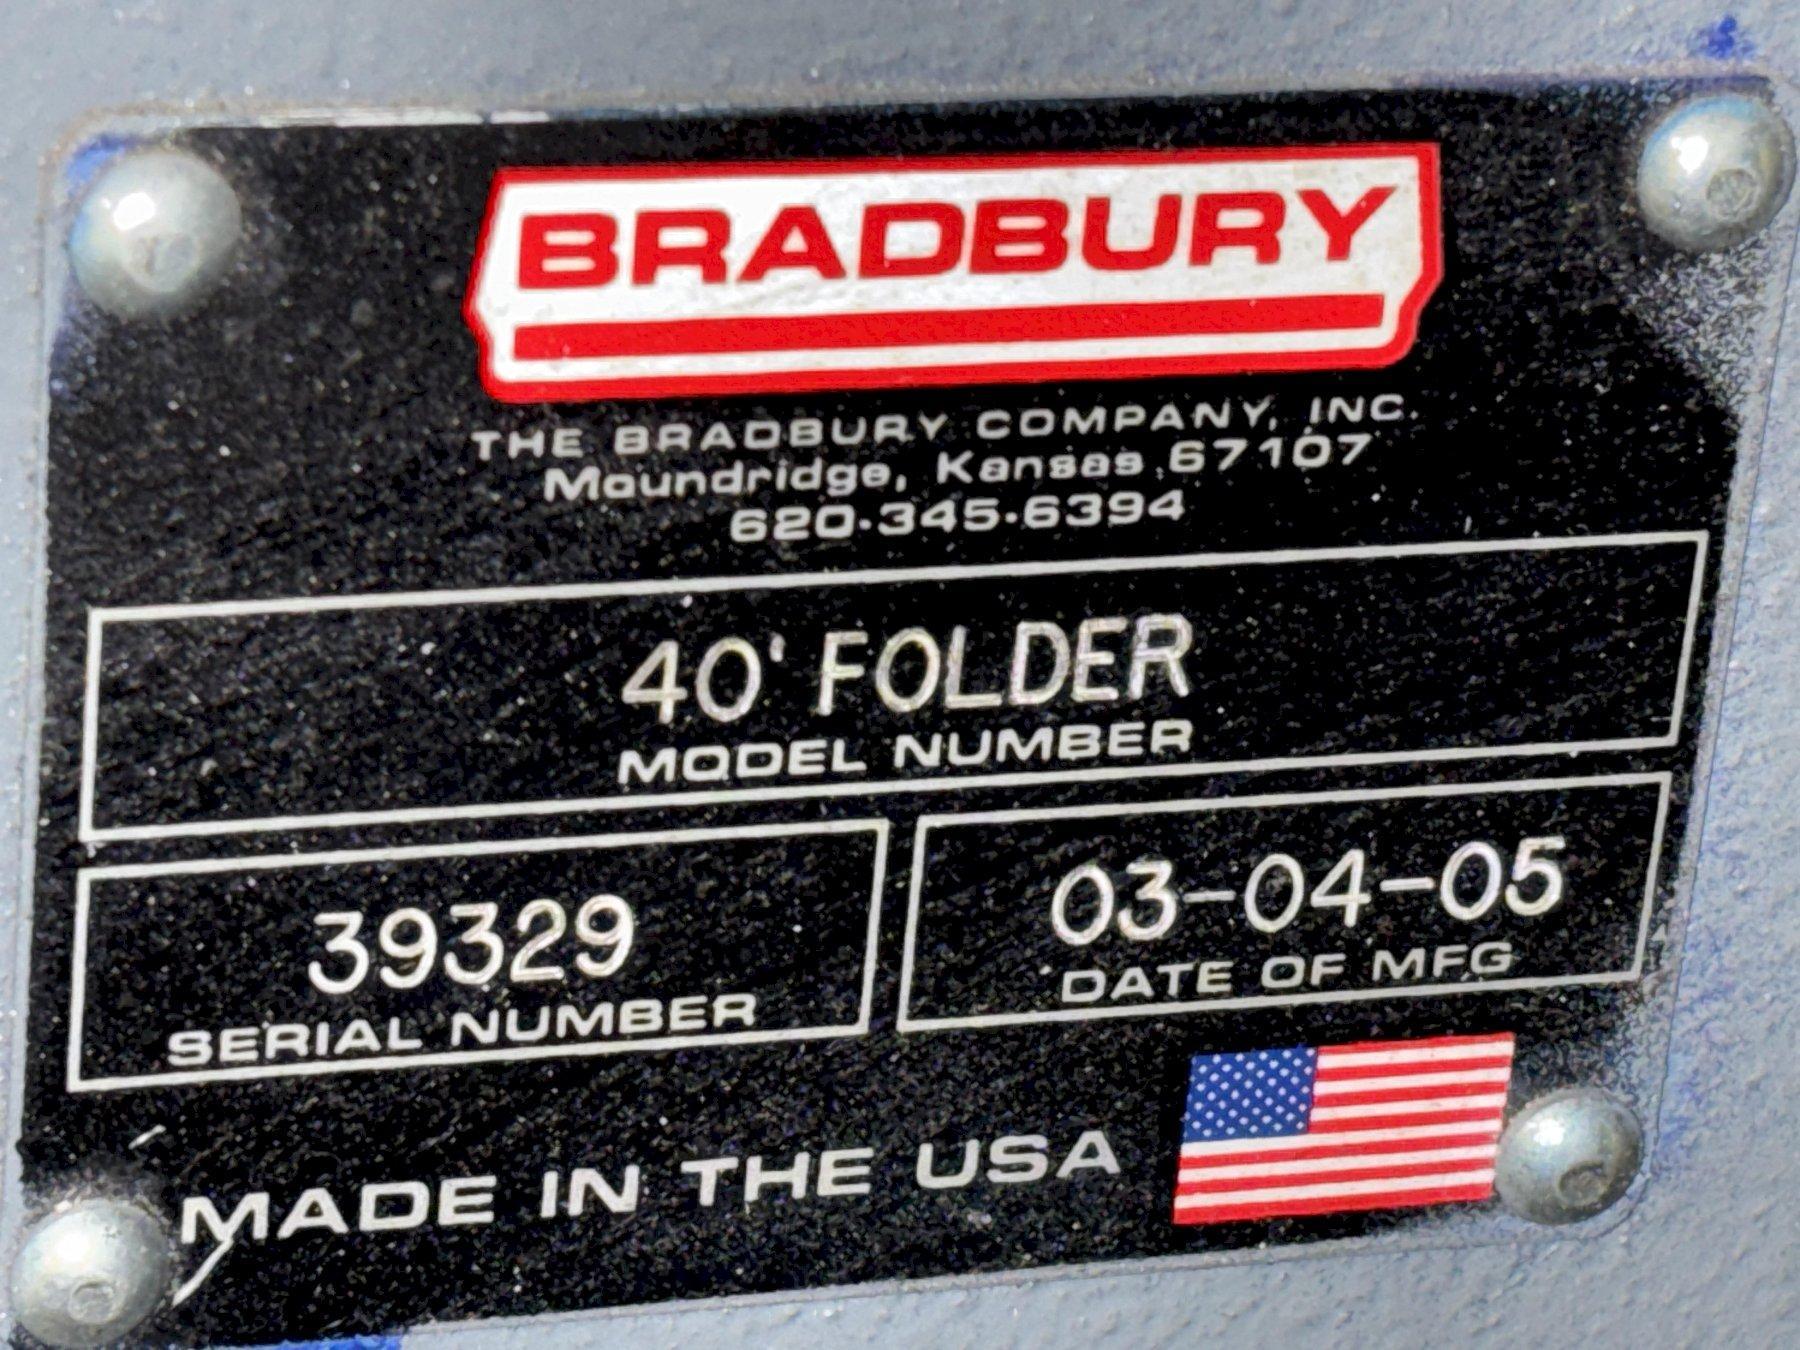 BRADBURY
THE BRADBURY COMPANY, INC.
Moundridge, Kansas 67107
620·345·6394
40' FOLDER
MODEL NUMBER
39329
SERIAL NUMBER
03-04-05
DATE OF MFG
MADE IN THE USA